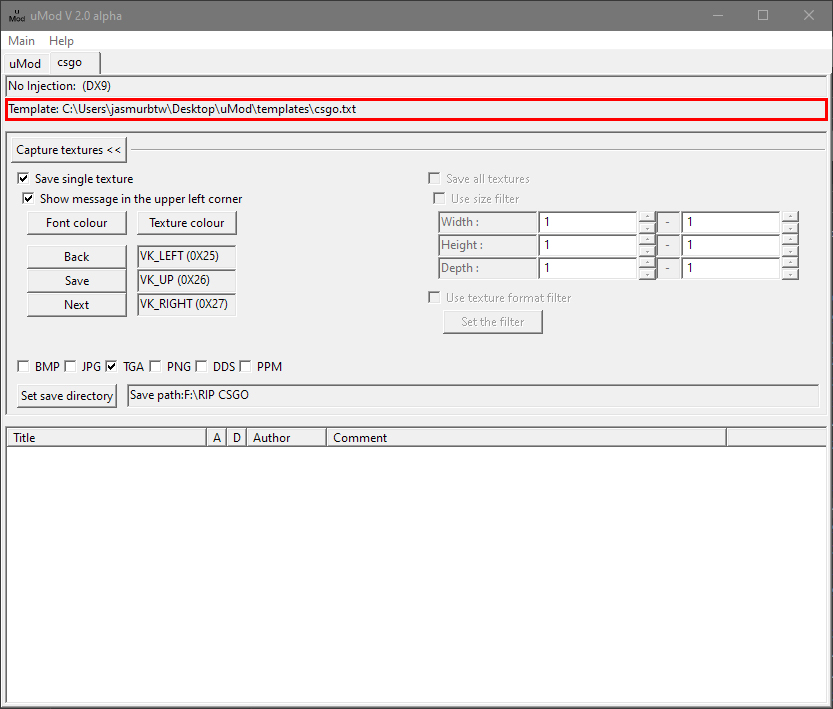 u
Mod uMod V 2.0 alpha
Main Help
uMod csgo
No Injection: (DX9)
Template: C:\Users\jasmurbtw\Desktop\uMod\templates\csgo.txt
Capture textures <<
Save single texture
Show message in the upper left corner
Font colour Texture colour
Back VK_LEFT (0X25)
Save VK_UP (0X26)
Next VK_RIGHT (0X27)
Save all textures
Use size filter
Width : 1 - 1
Height : 1 - 1
Depth : 1 - 1
Use texture format filter
Set the filter
BMP JPG TGA PNG DDS PPM
Set save directory Save path:F:\RIP CSGO
Title A D Author Comment